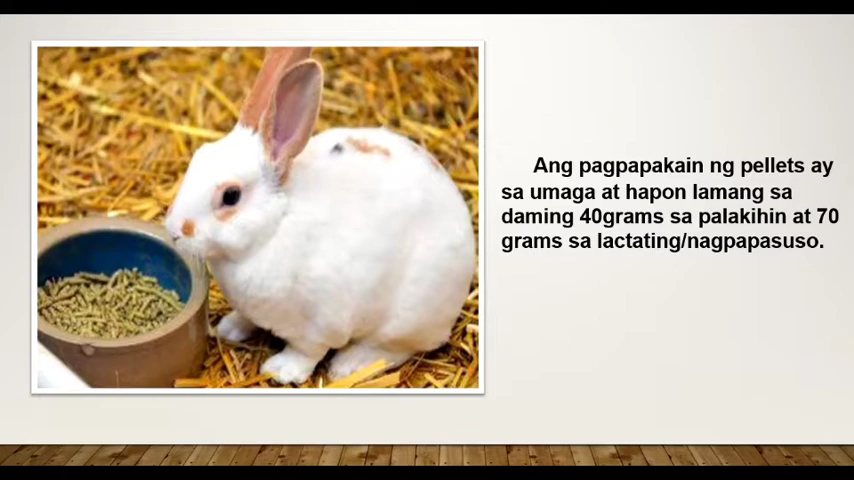 Ang pagpapakain ng pellets ay
sa umaga at hapon lamang sa
daming 40grams sa palakihin at 70
grams sa lactating/nagpapasuso.